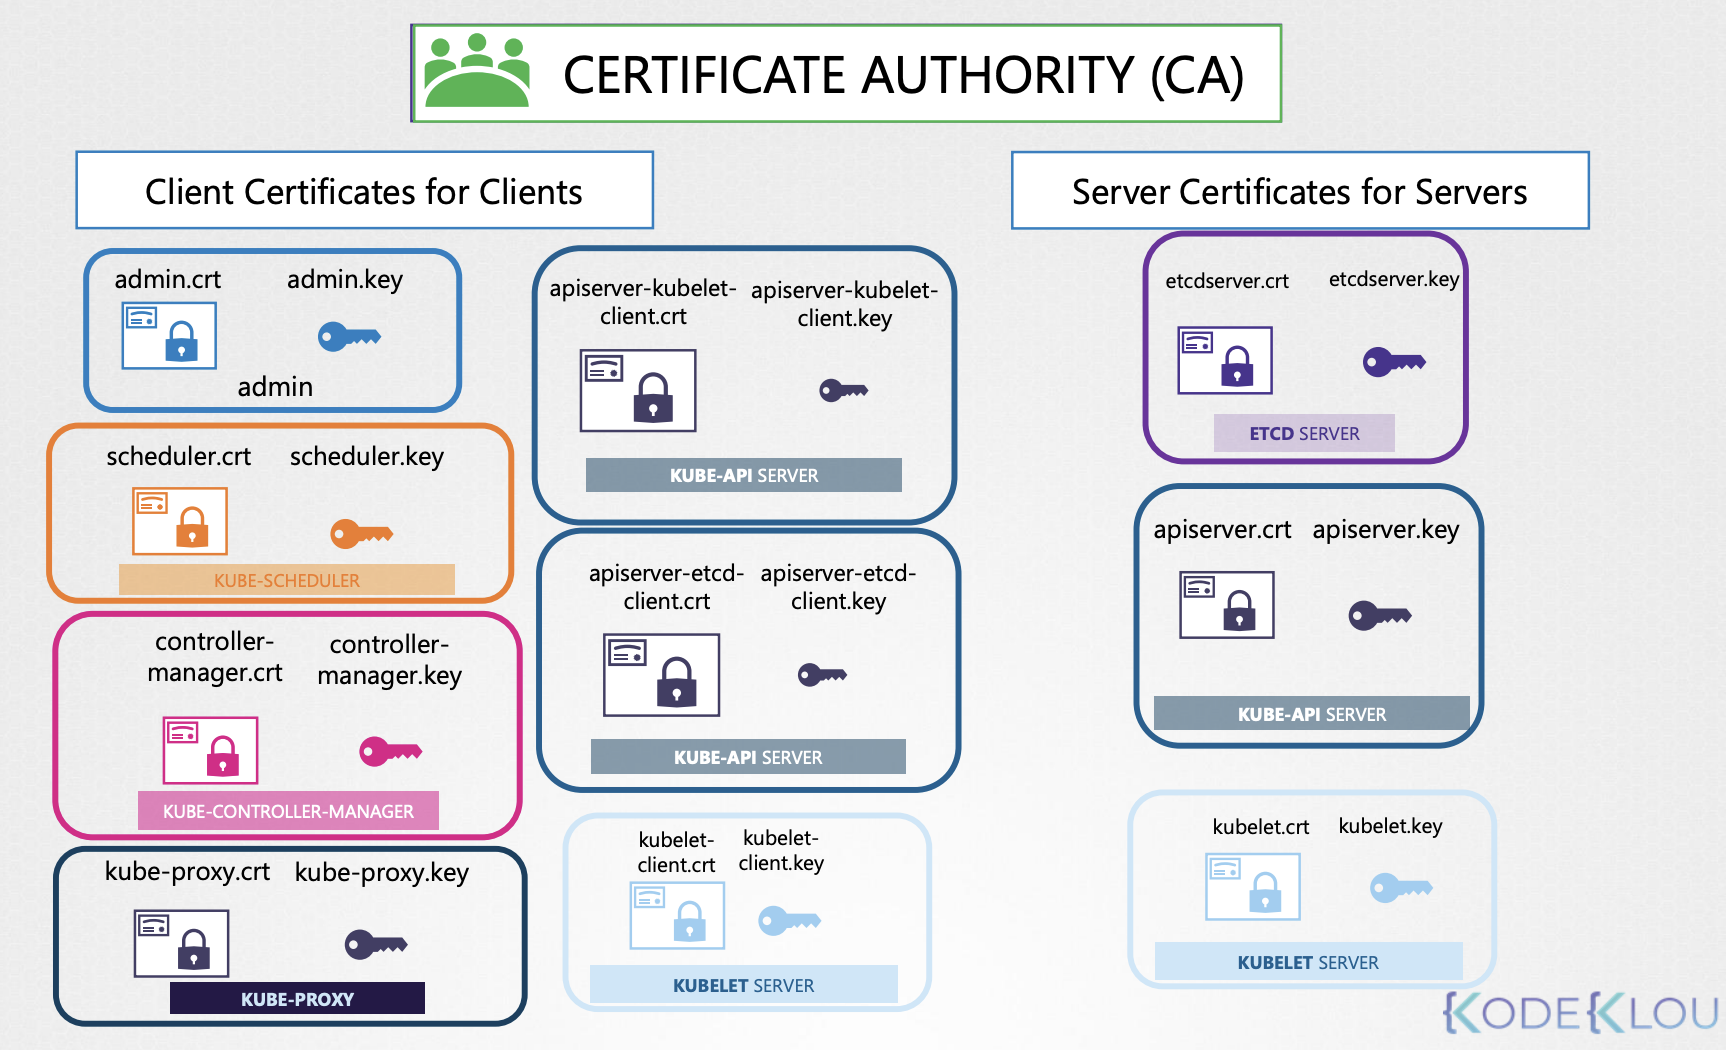 CERTIFICATE AUTHORITY (CA)
Client Certificates for Clients
admin.crt
admin.key
admin
scheduler.crt
scheduler.key
KUBE-SCHEDULER
controller-
manager.crt
controller-
manager.key
KUBE-CONTROLLER-MANAGER
kube-proxy.crt
kube-proxy.key
KUBE-PROXY
apiserver-kubelet-
client.crt
apiserver-kubelet-
client.key
KUBE-API SERVER
apiserver-etcd-
client.crt
apiserver-etcd-
client.key
KUBE-API SERVER
kubelet-
client.crt
kubelet-
client.key
KUBELET SERVER
Server Certificates for Servers
etcdserver.crt
etcdserver.key
ETCD SERVER
apiserver.crt
apiserver.key
KUBE-API SERVER
kubelet.crt
kubelet.key
KUBELET SERVER
KODEKLOU